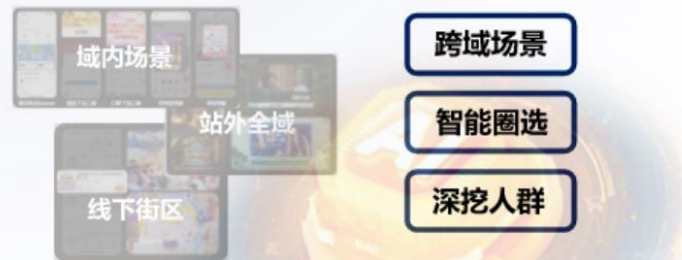 域内场景
站外全域
线下街区
跨域场景
智能圈选
深挖人群